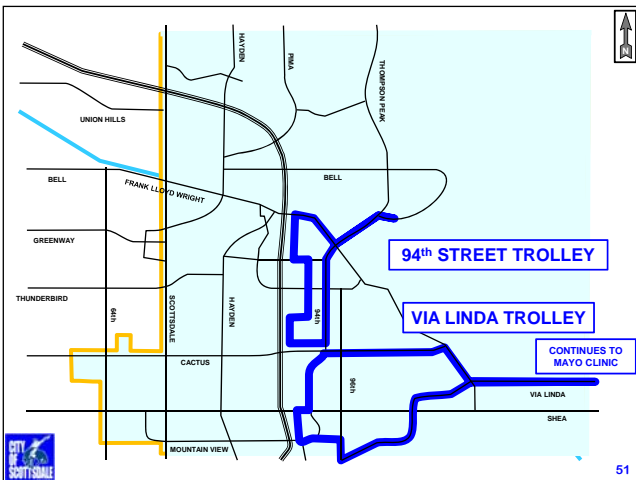 N
HAYDEN
PIMA
THOMPSON PEAK
UNION HILLS
BELL
BELL
FRANK LLOYD WRIGHT
GREENWAY
94th STREET TROLLEY
THUNDERBIRD
64th
SCOTTSDALE
HAYDEN
94th
VIA LINDA TROLLEY
CONTINUES TO
MAYO CLINIC
CACTUS
96th
VIA LINDA
SHEA
MOUNTAIN VIEW
CITY
OF
SCOTTSDALE
51